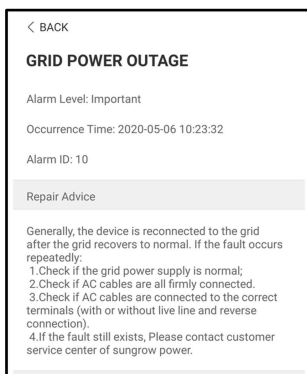 < BACK
GRID POWER OUTAGE
Alarm Level: Important
Occurrence Time: 2020-05-06 10:23:32
Alarm ID: 10
Repair Advice
Generally, the device is reconnected to the grid
after the grid recovers to normal. If the fault occurs
repeatedly:
1.Check if the grid power supply is normal;
2.Check if AC cables are all firmly connected.
3.Check if AC cables are connected to the correct
terminals (with or without live line and reverse
connection).
4.If the fault still exists, Please contact customer
service center of sungrow power.